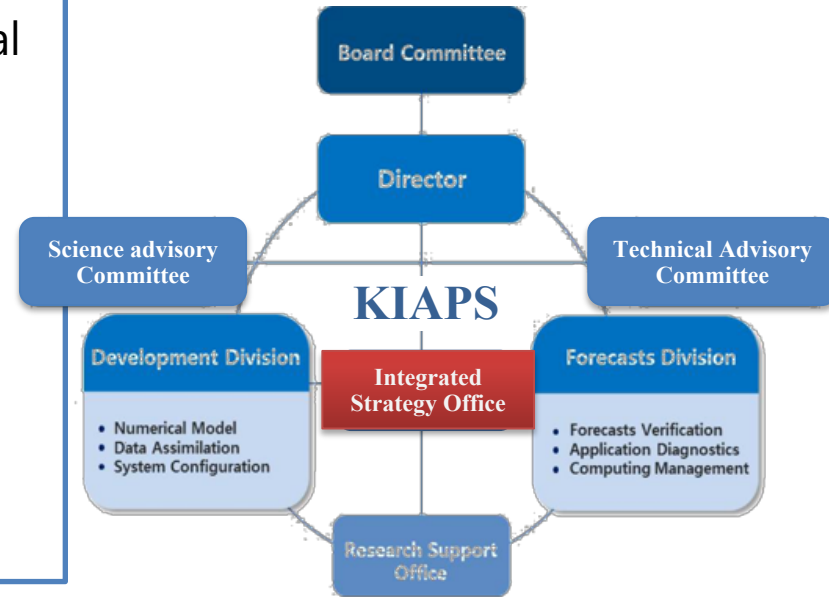 al
Board Committee
Director
Science advisory
Committee
Technical Advisory
Committee
KIAPS
Development Division
• Numerical Model
• Data Assimilation
• System Configuration
Integrated
Strategy Office
Forecasts Division
• Forecasts Verification
• Application Diagnostics
• Computing Management
Research Support
Office